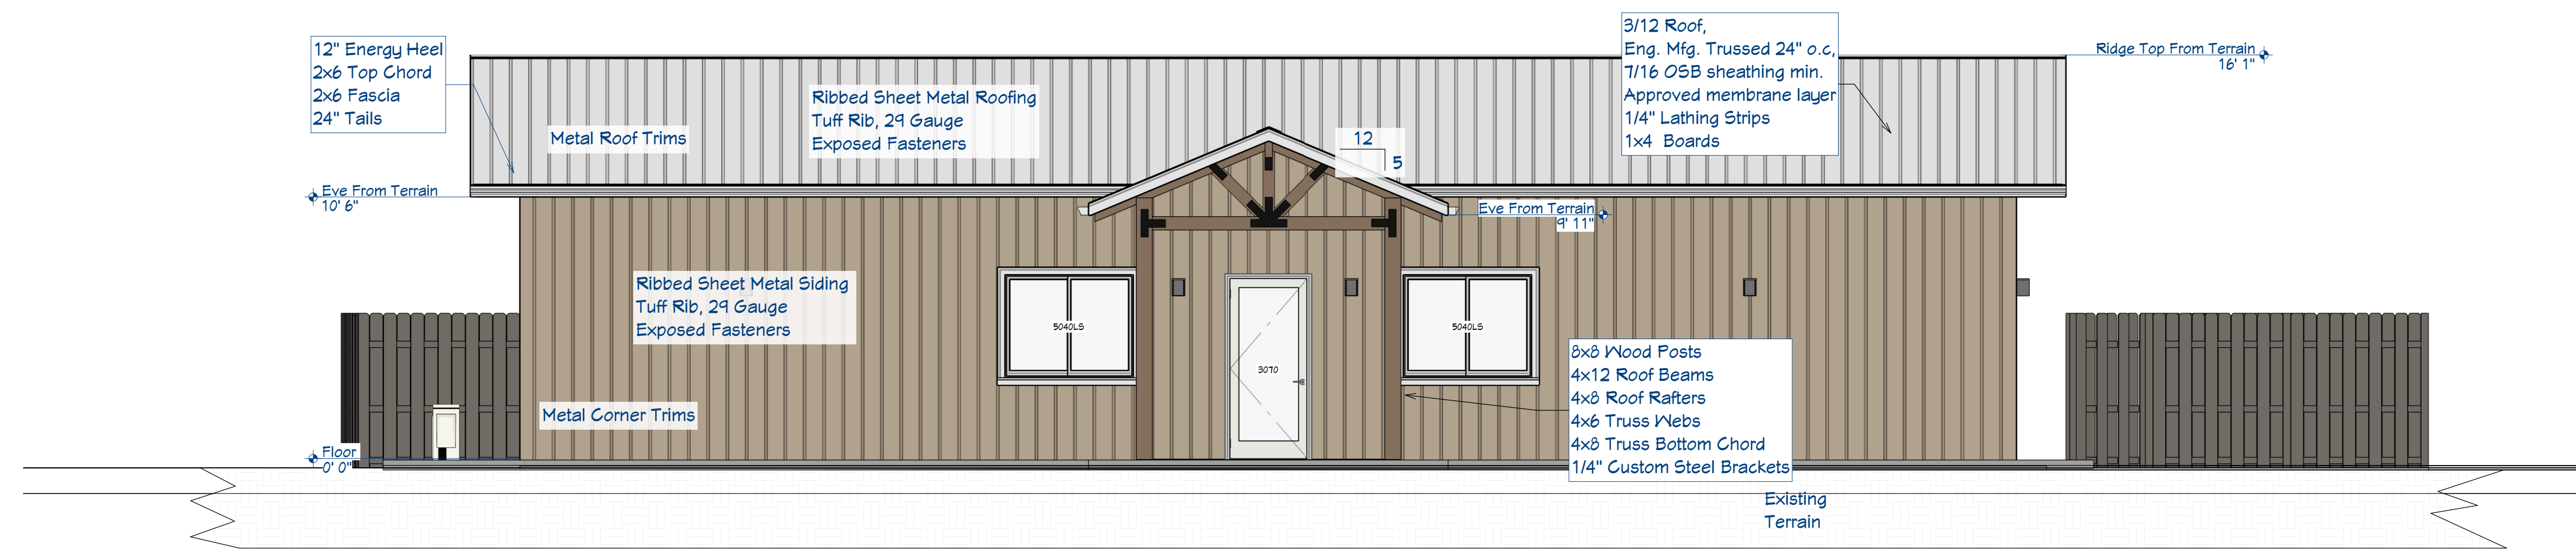 12" Energy Heel
2x6 Top Chord
2x6 Fascia
24" Tails
Metal Roof Trims
Ribbed Sheet Metal Roofing
Tuff Rib, 29 Gauge
Exposed Fasteners
3/12 Roof,
Eng. Mfg. Trussed 24" o.c,
7/16 OSB sheathing min.
Approved membrane layer
1/4" Lathing Strips
1x4 Boards
Ridge Top From Terrain
16' 1"
12
5
Eve From Terrain
10' 6"
Eve From Terrain
9' 11"
Ribbed Sheet Metal Siding
Tuff Rib, 29 Gauge
Exposed Fasteners
5040LS
3070
5040LS
8x8 Wood Posts
4x12 Roof Beams
4x8 Roof Rafters
4x6 Truss Webs
4x8 Truss Bottom Chord
1/4" Custom Steel Brackets
Metal Corner Trims
Floor
0' 0"
Existing
Terrain